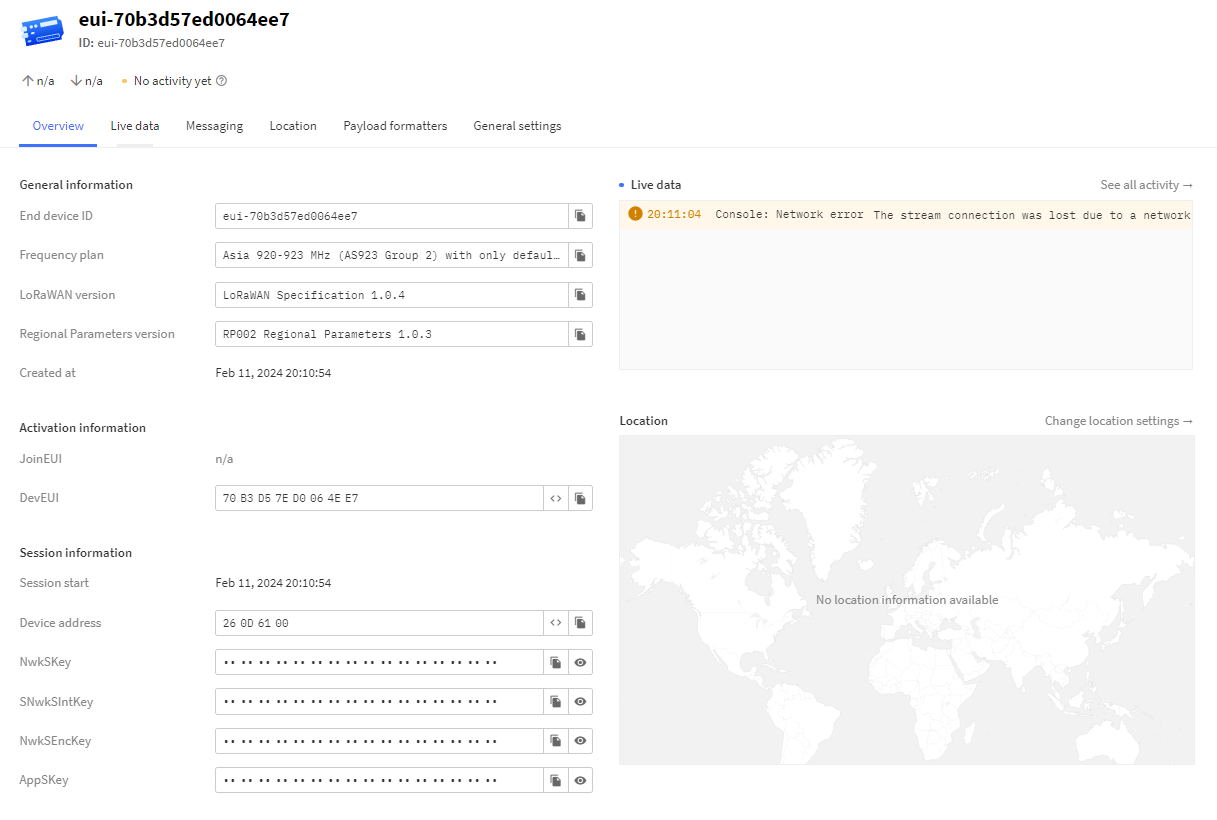 eui-70b3d57ed0064ee7
ID: eui-70b3d57ed0064ee7
↑ n/a ↓ n/a • No activity yet
Overview Live data Messaging Location Payload formatters General settings
General information
End device ID eui-70b3d57ed0064ee7
Frequency plan Asia 920-923 MHz (AS923 Group 2) with only defaul…
LoRaWAN version LoRaWAN Specification 1.0.4
Regional Parameters version RP002 Regional Parameters 1.0.3
Created at Feb 11, 2024 20:10:54
Activation information
JoinEUI n/a
DevEUI 70 B3 D5 7E D0 06 4E E7
Session information
Session start Feb 11, 2024 20:10:54
Device address 26 0D 61 00
NwkSKey •• •• •• •• •• •• •• •• •• •• •• •• •• •• •• ••
SNwkSIntKey •• •• •• •• •• •• •• •• •• •• •• •• •• •• •• ••
NwkSEncKey •• •• •• •• •• •• •• •• •• •• •• •• •• •• •• ••
AppSKey •• •• •• •• •• •• •• •• •• •• •• •• •• •• •• ••
Live data See all activity →
20:11:04 Console: Network error The stream connection was lost due to a network
Location Change location settings →
No location information available